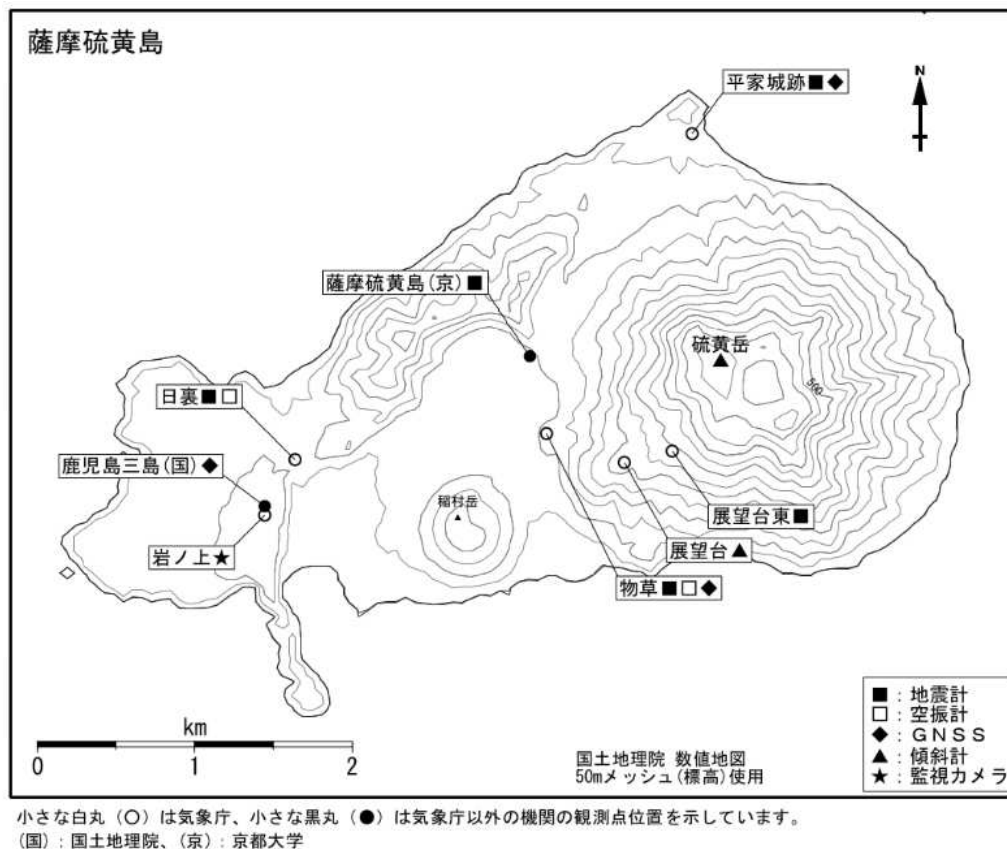 薩摩硫黄島
平家城跡■◆
N
薩摩硫黄島(京)■
硫黄岳
500
日裏■□
鹿児島三島(国)◆
稲村岳
展望台東■
岩ノ上★
展望台▲
物草■□◆
■:地震計
□:空振計
◆:GNSS
▲:傾斜計
★:監視カメラ
km
0 1 2
国土地理院 数値地図
50mメッシュ(標高)使用
小さな白丸(○)は気象庁、小さな黒丸(●)は気象庁以外の機関の観測点位置を示しています。
(国):国土地理院、(京):京都大学